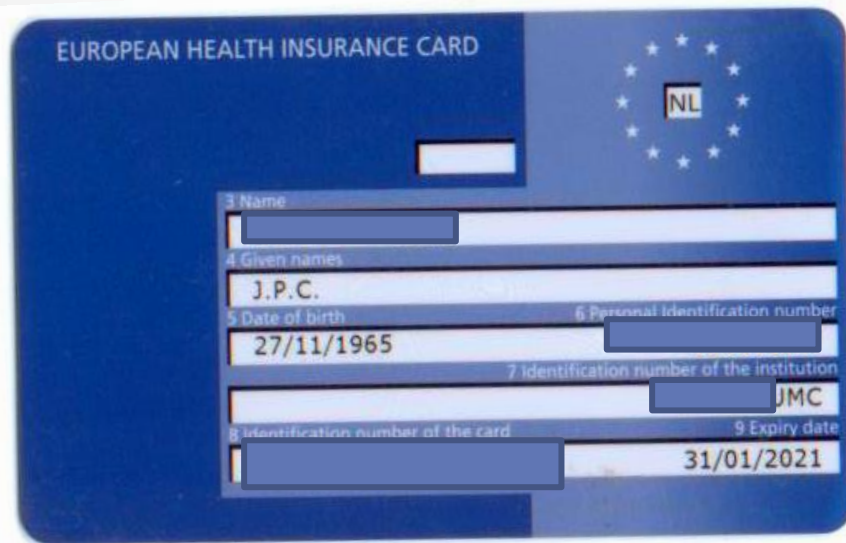 EUROPEAN HEALTH INSURANCE CARD
NL
3 Name
4 Given names
J.P.C.
5 Date of birth
6 Personal Identification number
27/11/1965
7 Identification number of the institution
UMC
8 Identification number of the card
9 Expiry date
31/01/2021